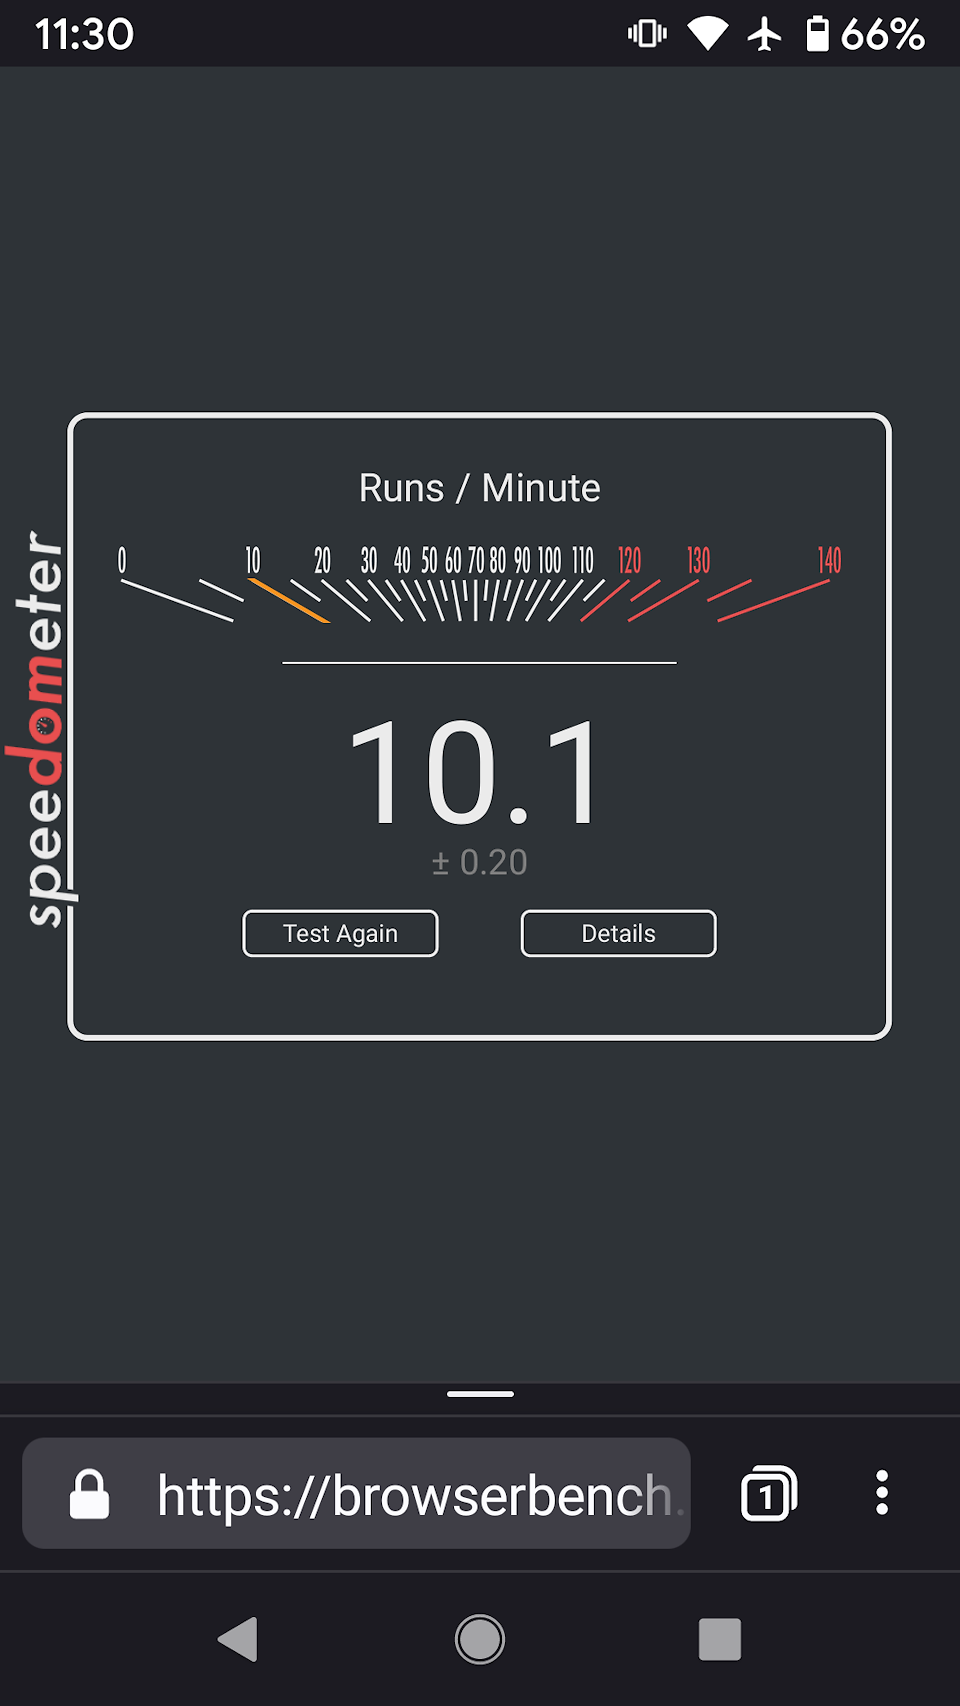 11:30 66%
Runs / Minute
0 10 20 30 40 50 60 70 80 90 100 110 120 130 140
speedometer
10.1
± 0.20
Test Again Details
https://browserbench.
1